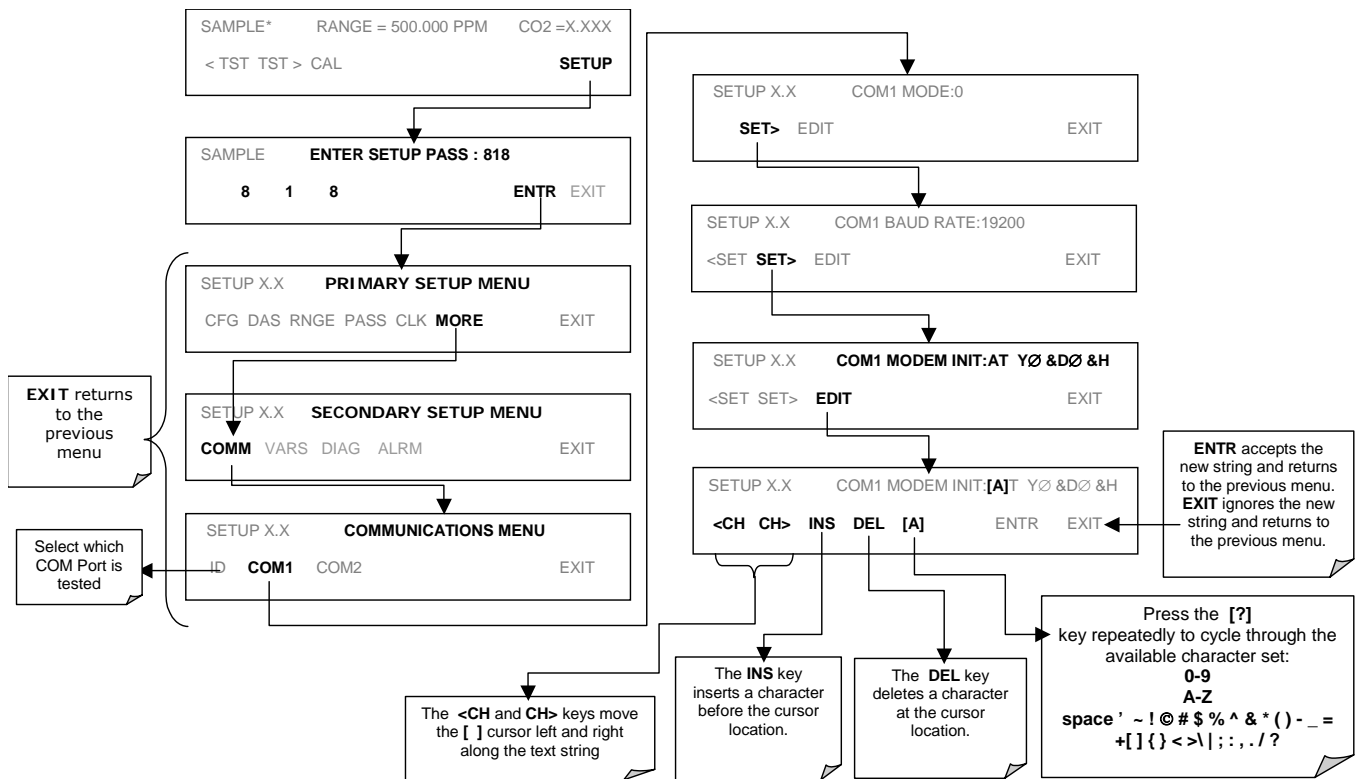 SAMPLE* RANGE = 500.000 PPM CO2 =X.XXX
< TST TST > CAL SETUP
SAMPLE ENTER SETUP PASS : 818
8 1 8 ENTR EXIT
SETUP X.X PRIMARY SETUP MENU
CFG DAS RNGE PASS CLK MORE EXIT
EXIT returns
to the
previous
menu
SETUP X.X SECONDARY SETUP MENU
COMM VARS DIAG ALRM EXIT
SETUP X.X COMMUNICATIONS MENU
ID COM1 COM2 EXIT
Select which
COM Port is
tested
SETUP X.X COM1 MODE:0
SET> EDIT EXIT
SETUP X.X COM1 BAUD RATE:19200
<SET SET> EDIT EXIT
SETUP X.X COM1 MODEM INIT:AT YØ &DØ &H
<SET SET> EDIT EXIT
SETUP X.X COM1 MODEM INIT:[A]T YØ &DØ &H
<CH CH> INS DEL [A] ENTR EXIT
ENTR accepts the
new string and returns
to the previous menu.
EXIT ignores the new
string and returns to
the previous menu.
The <CH and CH> keys move
the [ ] cursor left and right
along the text string
The INS key
inserts a character
before the cursor
location.
The DEL key
deletes a character
at the cursor
location.
Press the [?]
key repeatedly to cycle through the
available character set:
0-9
A-Z
space ' ~ ! © # $ % ^ & * ( ) - _ =
+[ ] { } < >\ | ; : , . / ?